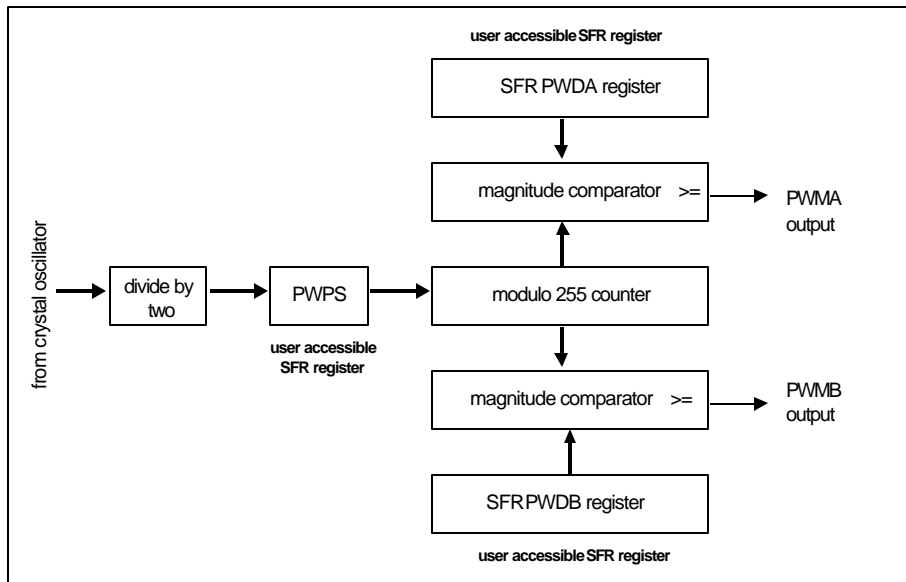 user accessible SFR register
SFR PWDA register
magnitude comparator >=
PWMA
output
from crystal oscillator
divide by
two
PWPS
modulo 255 counter
user accessible
SFR register
magnitude comparator >=
PWMB
output
SFR PWDB register
user accessible SFR register